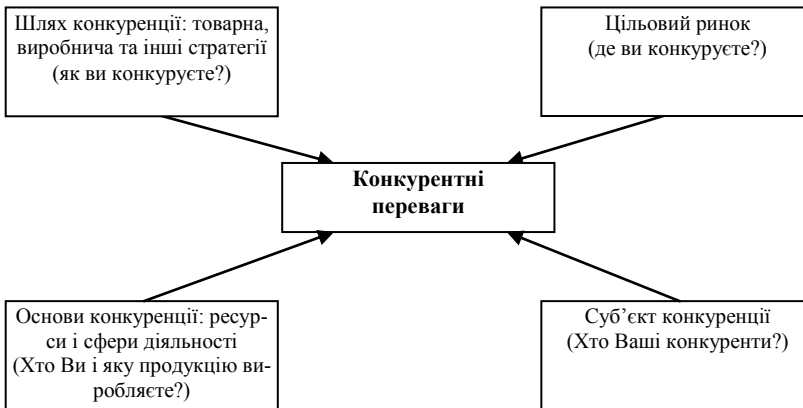 Шлях конкуренції: товарна,
виробнича та інші стратегії
(як ви конкуруєте?)
Цільовий ринок
(де ви конкуруєте?)
Конкурентні
переваги
Основи конкуренції: ресур-
си і сфери діяльності
(Хто Ви і яку продукцію ви-
робляєте?)
Суб’єкт конкуренції
(Хто Ваші конкуренти?)